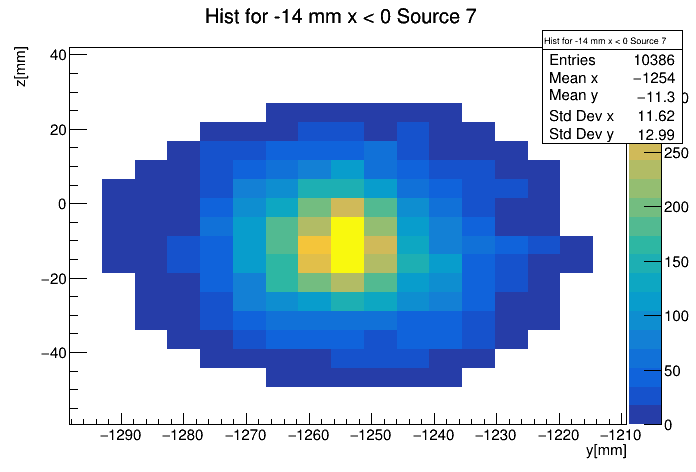 Hist for -14 mm x < 0 Source 7
z[mm]
40
20
0
−20
−40
−1290 −1280 −1270 −1260 −1250 −1240 −1230 −1220 −1210
y[mm]
Hist for -14 mm x < 0 Source 7
Entries 10386
Mean x −1254
Mean y −11.3
Std Dev x 11.62
Std Dev y 12.99
250
200
150
100
50
0